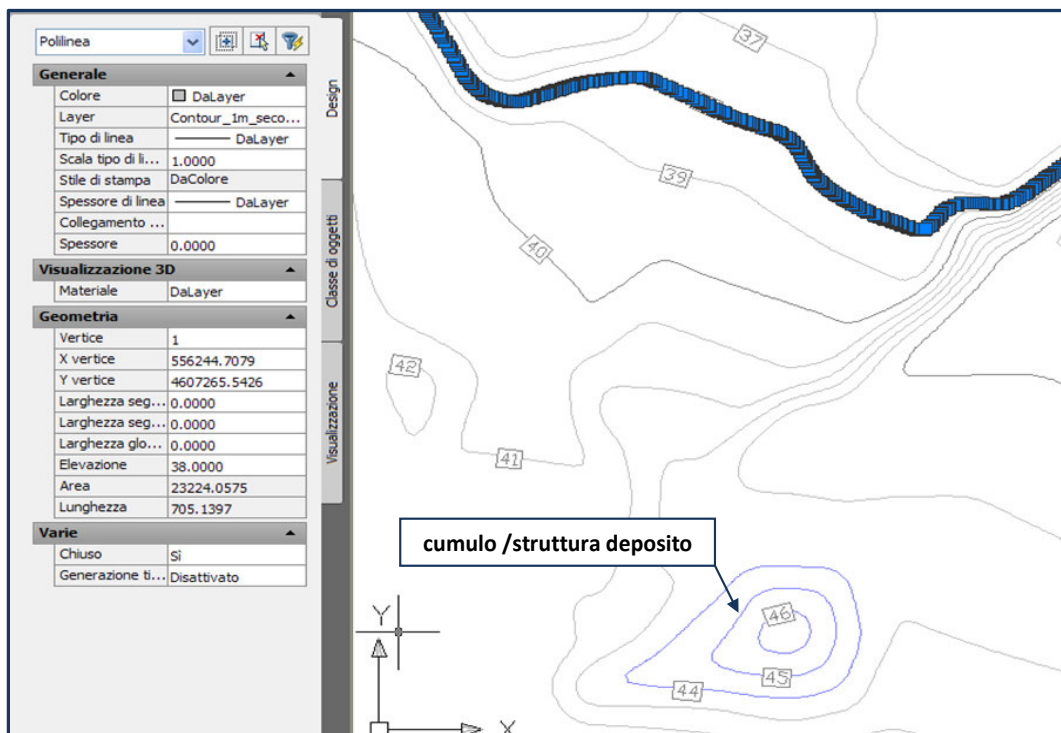 Polilinea
Generale
Colore DaLayer
Layer Contour_1m_seco...
Tipo di linea DaLayer
Scala tipo di li... 1.0000
Stile di stampa DaColore
Spessore di linea DaLayer
Collegamento ...
Spessore 0.0000
Visualizzazione 3D
Materiale DaLayer
Geometria
Vertice 1
X vertice 556244.7079
Y vertice 4607265.5426
Larghezza seg... 0.0000
Larghezza seg... 0.0000
Larghezza glo... 0.0000
Elevazione 38.0000
Area 23224.0575
Lunghezza 705.1397
Varie
Chiuso Sì
Generazione ti... Disattivato
Design
Classe di oggetti
Visualizzazione
37
39
40
42
41
cumulo /struttura deposito
46
45
44
Y
X